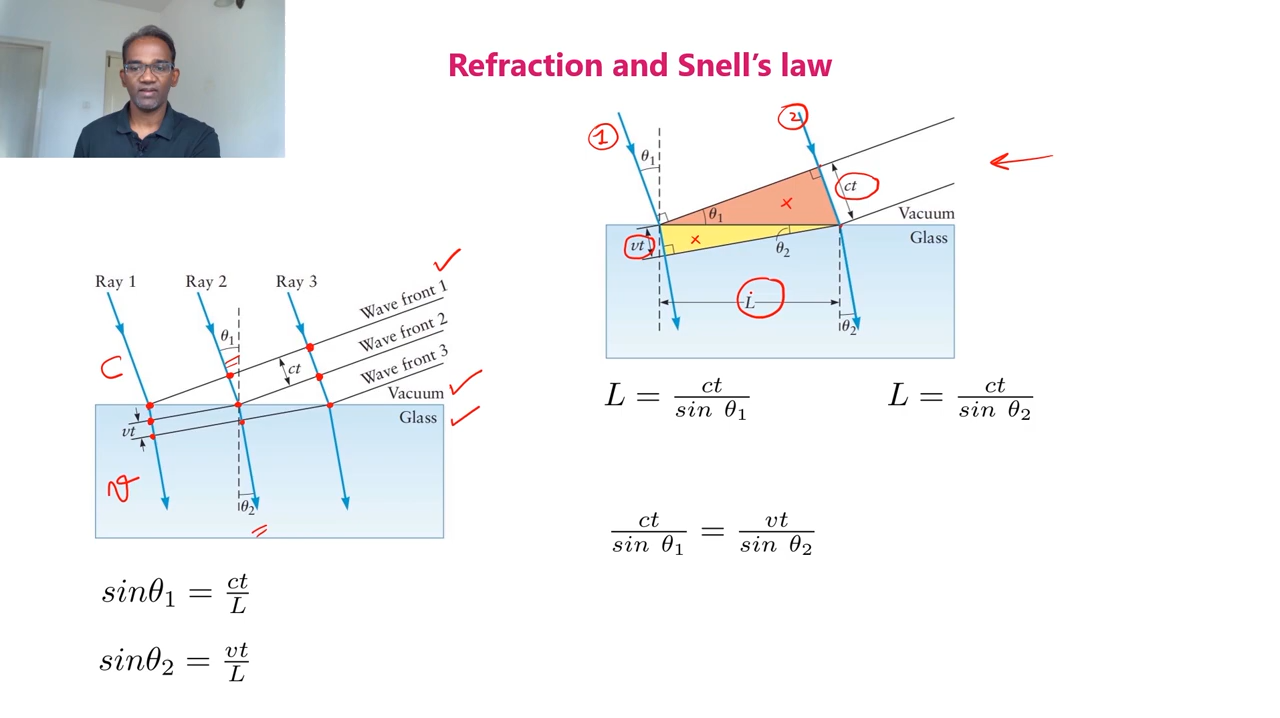 Refraction and Snell's law
Ray 1
Ray 2
Ray 3
θ₁
Wave front 1
Wave front 2
Wave front 3
ct
C
Vacuum
Glass
vt
v
θ₂
sinθ₁ = ct/L
sinθ₂ = vt/L
1
2
θ₁
ct
θ₁
x
Vacuum
Glass
vt
x
θ₂
L
θ₂
L = ct/sin θ₁
L = ct/sin θ₂
ct/sin θ₁ = vt/sin θ₂